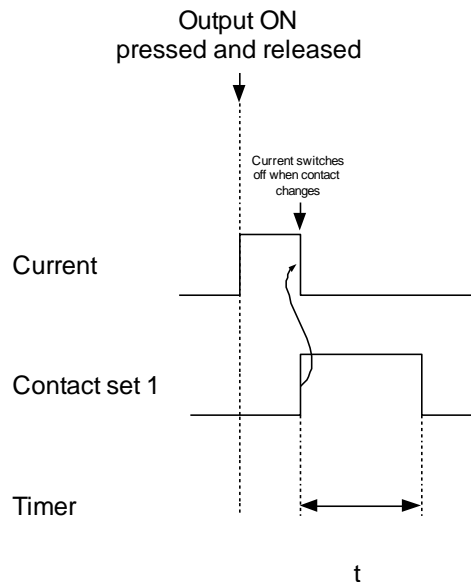 Output ON
pressed and released
Current switches
off when contact
changes
Current
Contact set 1
Timer
t